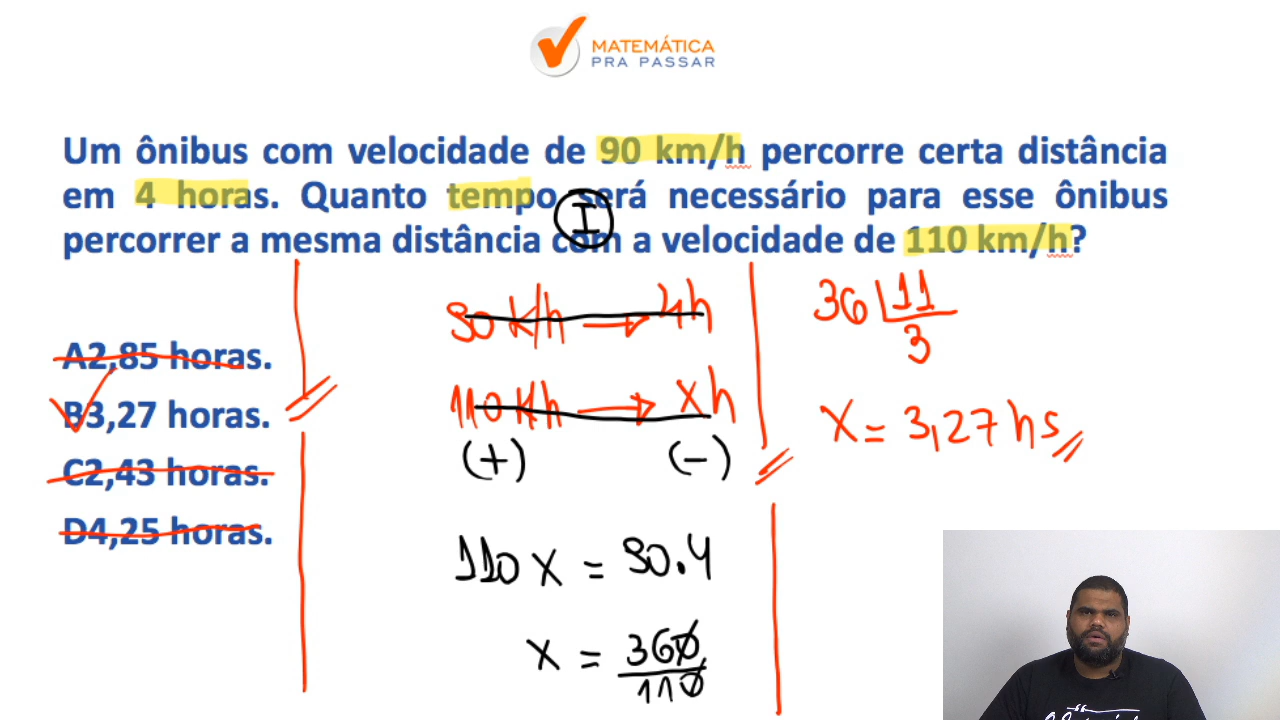 MATEMÁTICA
PRA PASSAR
Um ônibus com velocidade de 90 km/h percorre certa distância
em 4 horas. Quanto tempo será necessário para esse ônibus
percorrer a mesma distância com a velocidade de 110 km/h?
I
A2,85 horas.
B3,27 horas.
C2,43 horas.
D4,25 horas.
90 K/h → 4h
110 K/h → x h
(+) (-)
110 x = 90.4
x = 360/110
36 11
3
X = 3,27 hs